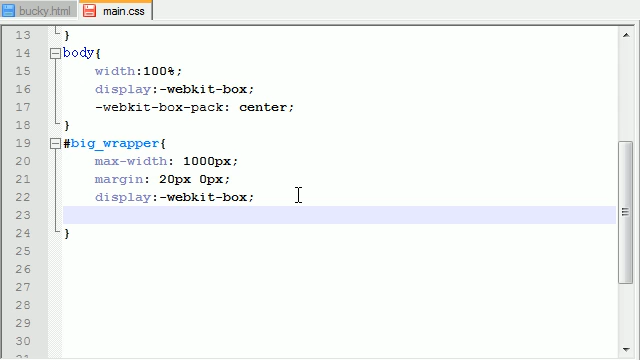 bucky.html main.css
13 }
14 body{
15 width:100%;
16 display:-webkit-box;
17 -webkit-box-pack: center;
18 }
19 #big_wrapper{
20 max-width: 1000px;
21 margin: 20px 0px;
22 display:-webkit-box;
23
24 }
25
26
27
28
29
30
31